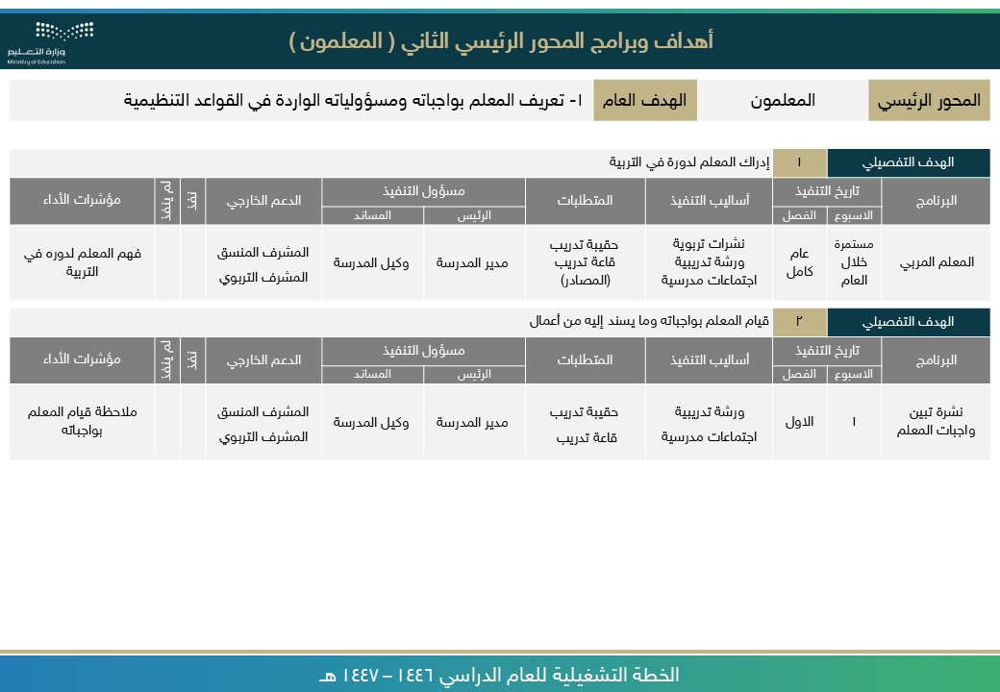 وزارة التعليم
Ministry of Education
أهداف وبرامج المحور الرئيسي الثاني ( المعلمون )
المحور الرئيسي
المعلمون
الهدف العام
١- تعريف المعلم بواجباته ومسؤولياته الواردة في القواعد التنظيمية
الهدف التفصيلي
١
إدراك المعلم لدورة في التربية
البرنامج
تاريخ التنفيذ
الاسبوع
الفصل
أساليب التنفيذ
المتطلبات
مسؤول التنفيذ
الرئيس
المساند
الدعم الخارجي
نفذ
لم ينفذ
مؤشرات الأداء
المعلم المربي
مستمرة
خلال
العام
عام
كامل
نشرات تربوية
ورشة تدريبية
اجتماعات مدرسية
حقيبة تدريب
قاعة تدريب
(المصادر)
مدير المدرسة
وكيل المدرسة
المشرف المنسق
المشرف التربوي
فهم المعلم لدوره في
التربية
الهدف التفصيلي
٢
قيام المعلم بواجباته وما يسند إليه من أعمال
البرنامج
تاريخ التنفيذ
الاسبوع
الفصل
أساليب التنفيذ
المتطلبات
مسؤول التنفيذ
الرئيس
المساند
الدعم الخارجي
نفذ
لم ينفذ
مؤشرات الأداء
نشرة تبين
واجبات المعلم
١
الاول
ورشة تدريبية
اجتماعات مدرسية
حقيبة تدريب
قاعة تدريب
مدير المدرسة
وكيل المدرسة
المشرف المنسق
المشرف التربوي
ملاحظة قيام المعلم
بواجباته
الخطة التشغيلية للعام الدراسي ١٤٤٦ – ١٤٤٧ هـ